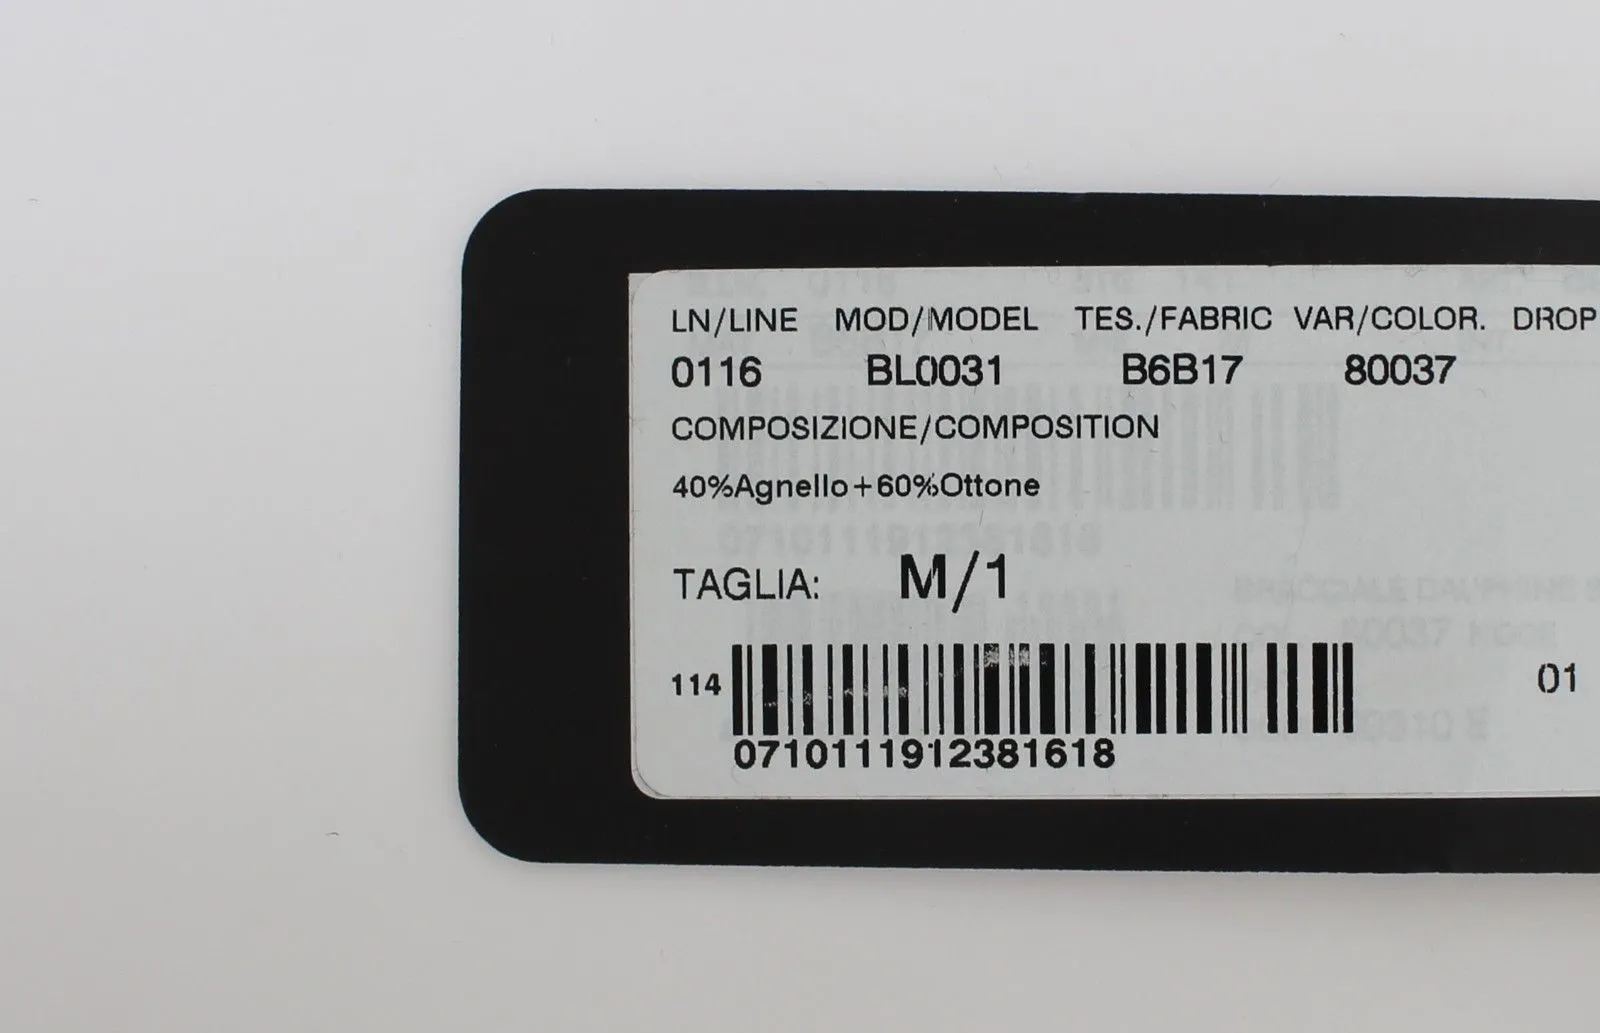 LN/LINE MOD/MODEL TES./FABRIC VAR/COLOR. DROP
0116 BL0031 B6B17 80037
COMPOSIZIONE/COMPOSITION
40%Agnello+60%Ottone
TAGLIA: M/1
114 01
0710111912381618